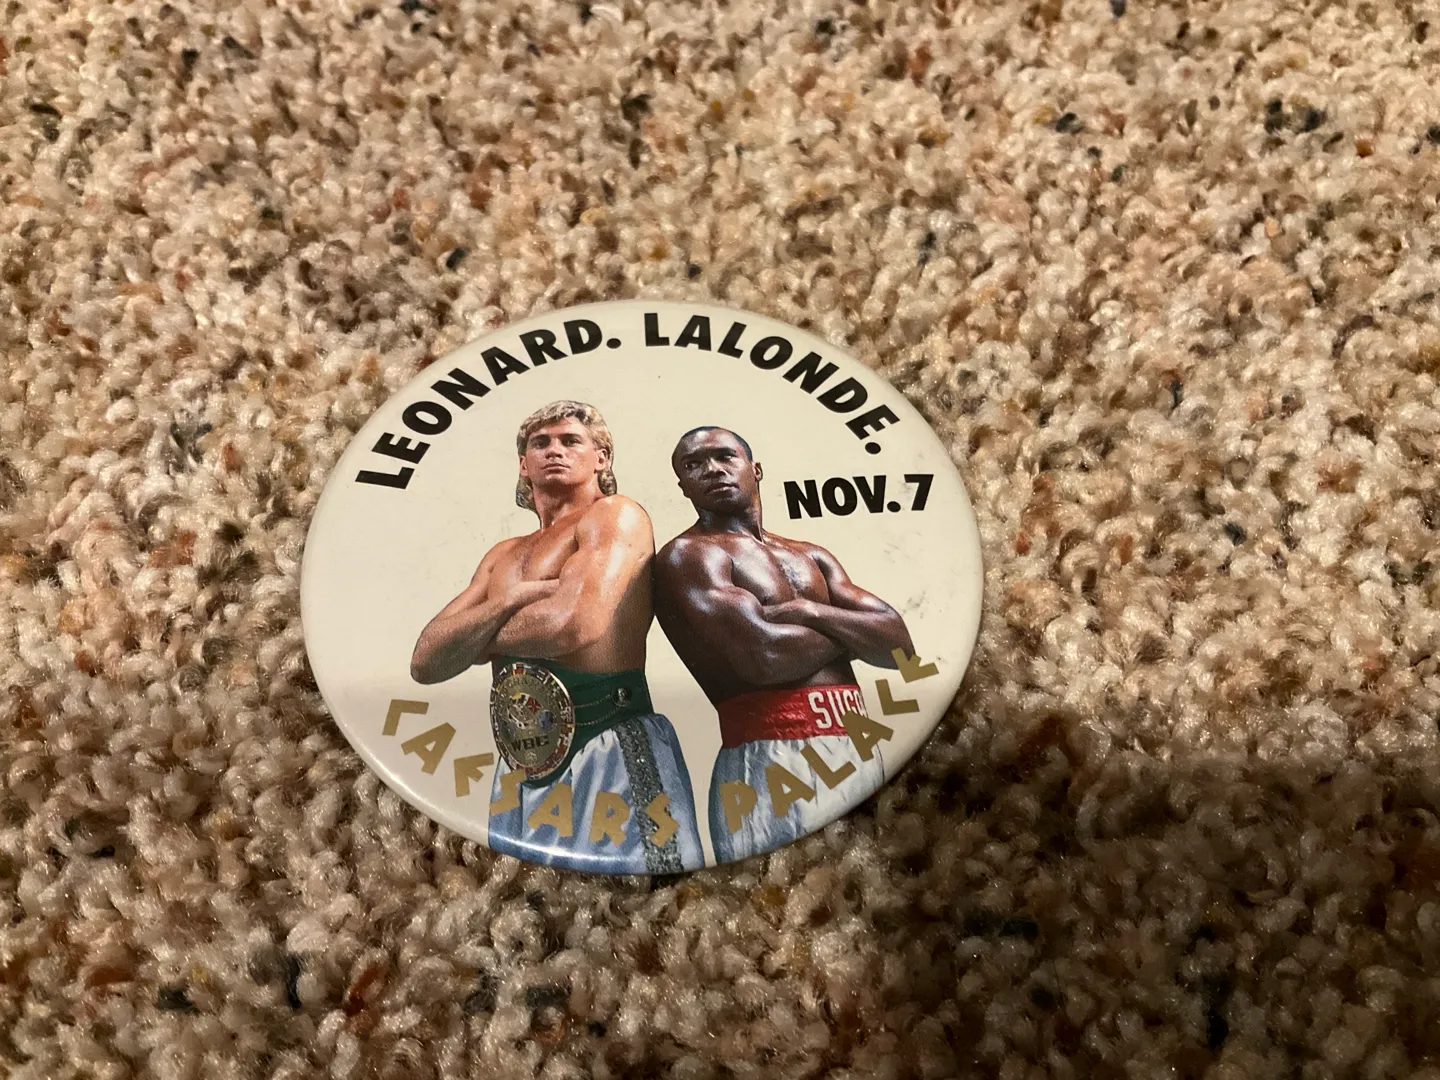 LEONARD. LALONDE.
NOV. 7
WBC
SUGA
CAESARS PALACE